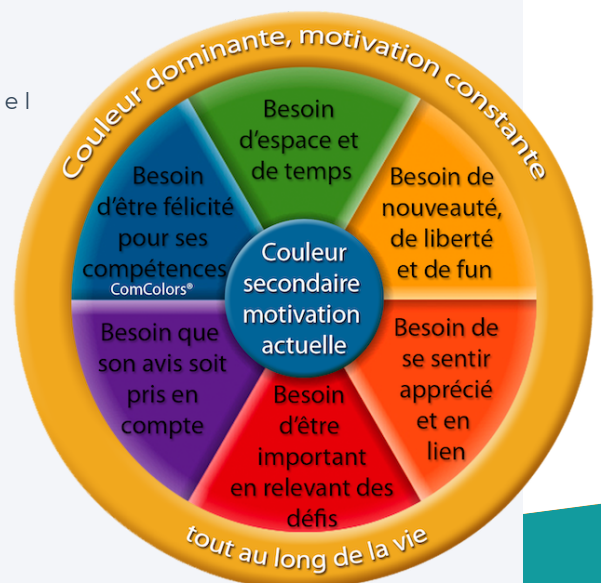 el
Couleur dominante, motivation constante
Besoin
d'espace et
de temps
Besoin
d'être félicité
pour ses
compétences
ComColors®
Besoin de
nouveauté,
de liberté
et de fun
Couleur
secondaire
motivation
actuelle
Besoin que
son avis soit
pris en
compte
Besoin de
se sentir
apprécié
et en
lien
Besoin
d'être
important
en relevant des
défis
tout au long de la vie